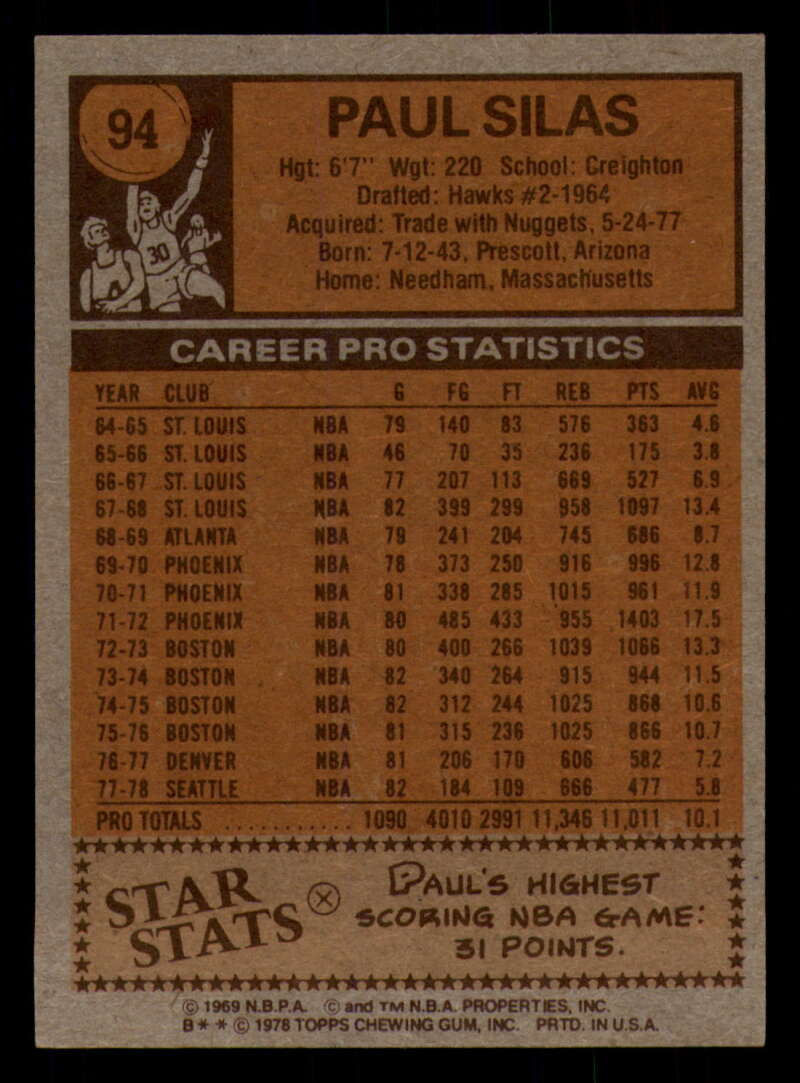 94
PAUL SILAS
Hgt: 6'7" Wgt: 220 School: Creighton
Drafted: Hawks #2-1964
Acquired: Trade with Nuggets, 5-24-77
Born: 7-12-43, Prescott, Arizona
Home: Needham, Massachusetts
30
CAREER PRO STATISTICS
YEAR CLUB G FG FT REB PTS AVG
64-65 ST. LOUIS NBA 79 140 83 576 363 4.6
65-66 ST. LOUIS NBA 46 70 35 236 175 3.8
66-67 ST. LOUIS NBA 77 207 113 669 527 6.9
67-68 ST. LOUIS NBA 82 399 299 958 1097 13.4
68-69 ATLANTA NBA 79 241 204 745 686 8.7
69-70 PHOENIX NBA 78 373 250 916 996 12.8
70-71 PHOENIX NBA 81 338 285 1015 961 11.9
71-72 PHOENIX NBA 80 485 433 955 1403 17.5
72-73 BOSTON NBA 80 400 266 1039 1066 13.3
73-74 BOSTON NBA 82 340 264 915 944 11.5
74-75 BOSTON NBA 82 312 244 1025 868 10.6
75-76 BOSTON NBA 81 315 236 1025 866 10.7
76-77 DENVER NBA 81 206 170 606 582 7.2
77-78 SEATTLE NBA 82 184 109 666 477 5.8
PRO TOTALS ........... 1090 4010 2991 11,346 11,011 10.1
STAR STATS
PAUL'S HIGHEST
SCORING NBA GAME:
31 POINTS.
© 1969 N.B.P.A. © and TM N.B.A. PROPERTIES, INC.
B * * © 1978 TOPPS CHEWING GUM, INC. PRTD. IN U.S.A.